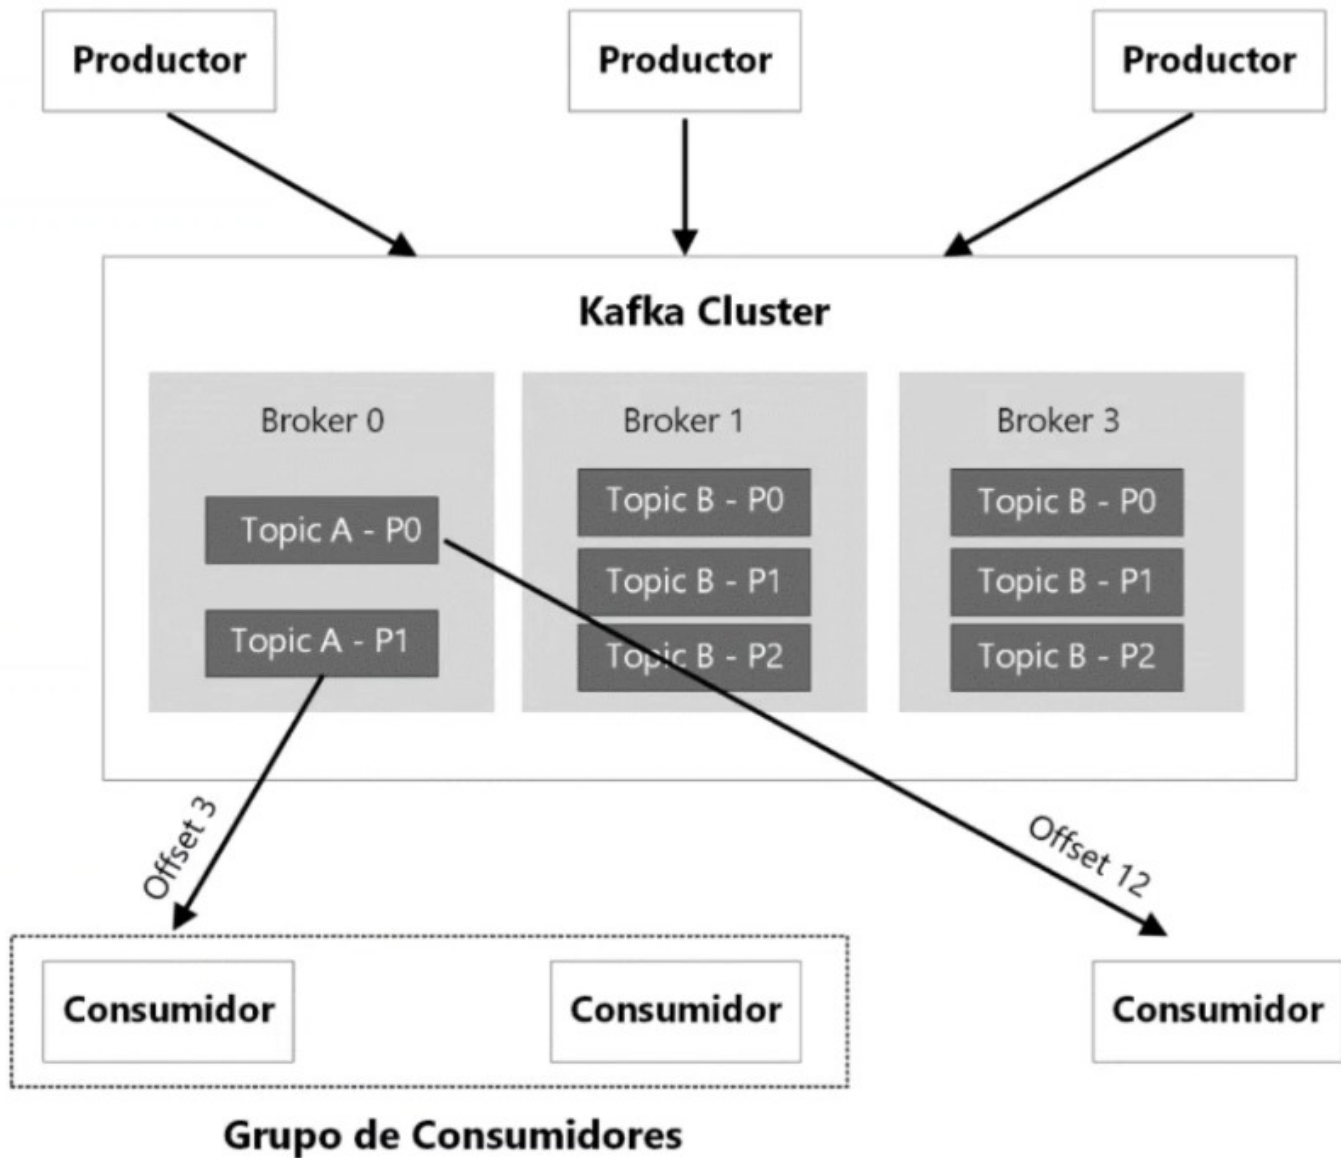 Productor
Productor
Productor
Kafka Cluster
Broker 0
Broker 1
Broker 3
Topic A - P0
Topic A - P1
Topic B - P0
Topic B - P1
Topic B - P2
Topic B - P0
Topic B - P1
Topic B - P2
Offset 3
Offset 12
Consumidor
Consumidor
Consumidor
Grupo de Consumidores